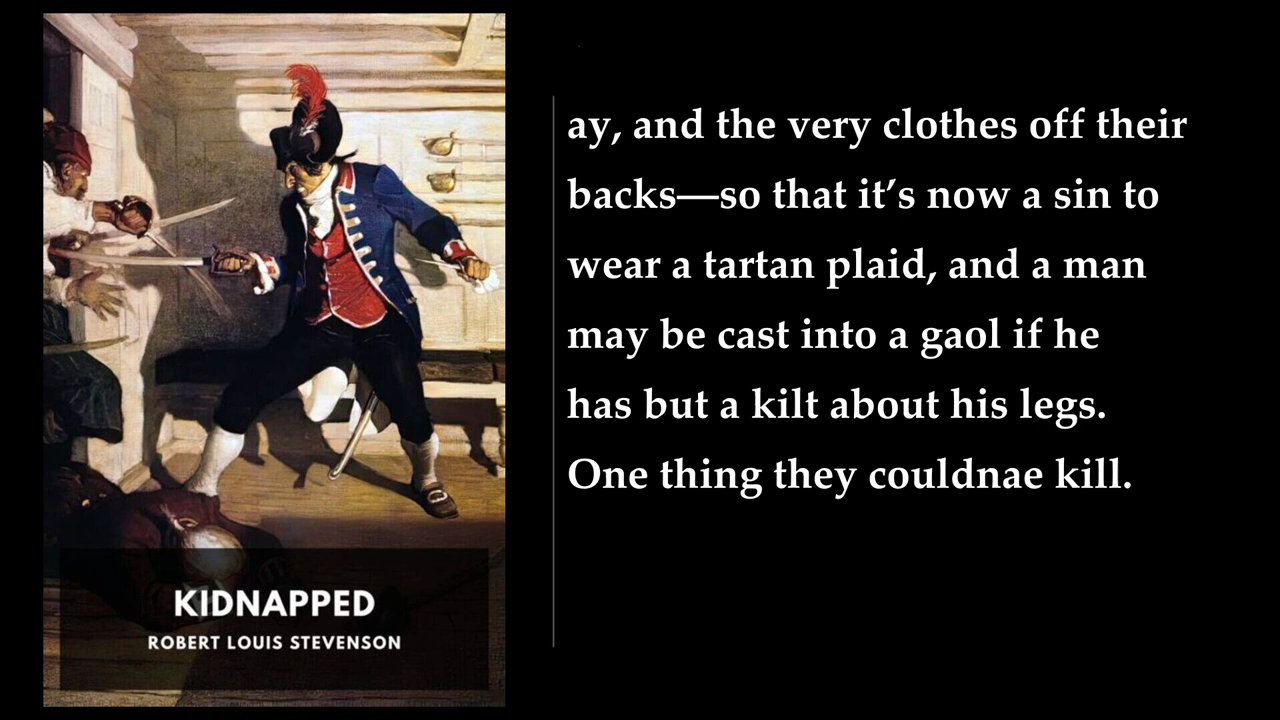 ay, and the very clothes off their
backs—so that it’s now a sin to
wear a tartan plaid, and a man
may be cast into a gaol if he
has but a kilt about his legs.
One thing they couldnae kill.
KIDNAPPED
ROBERT LOUIS STEVENSON